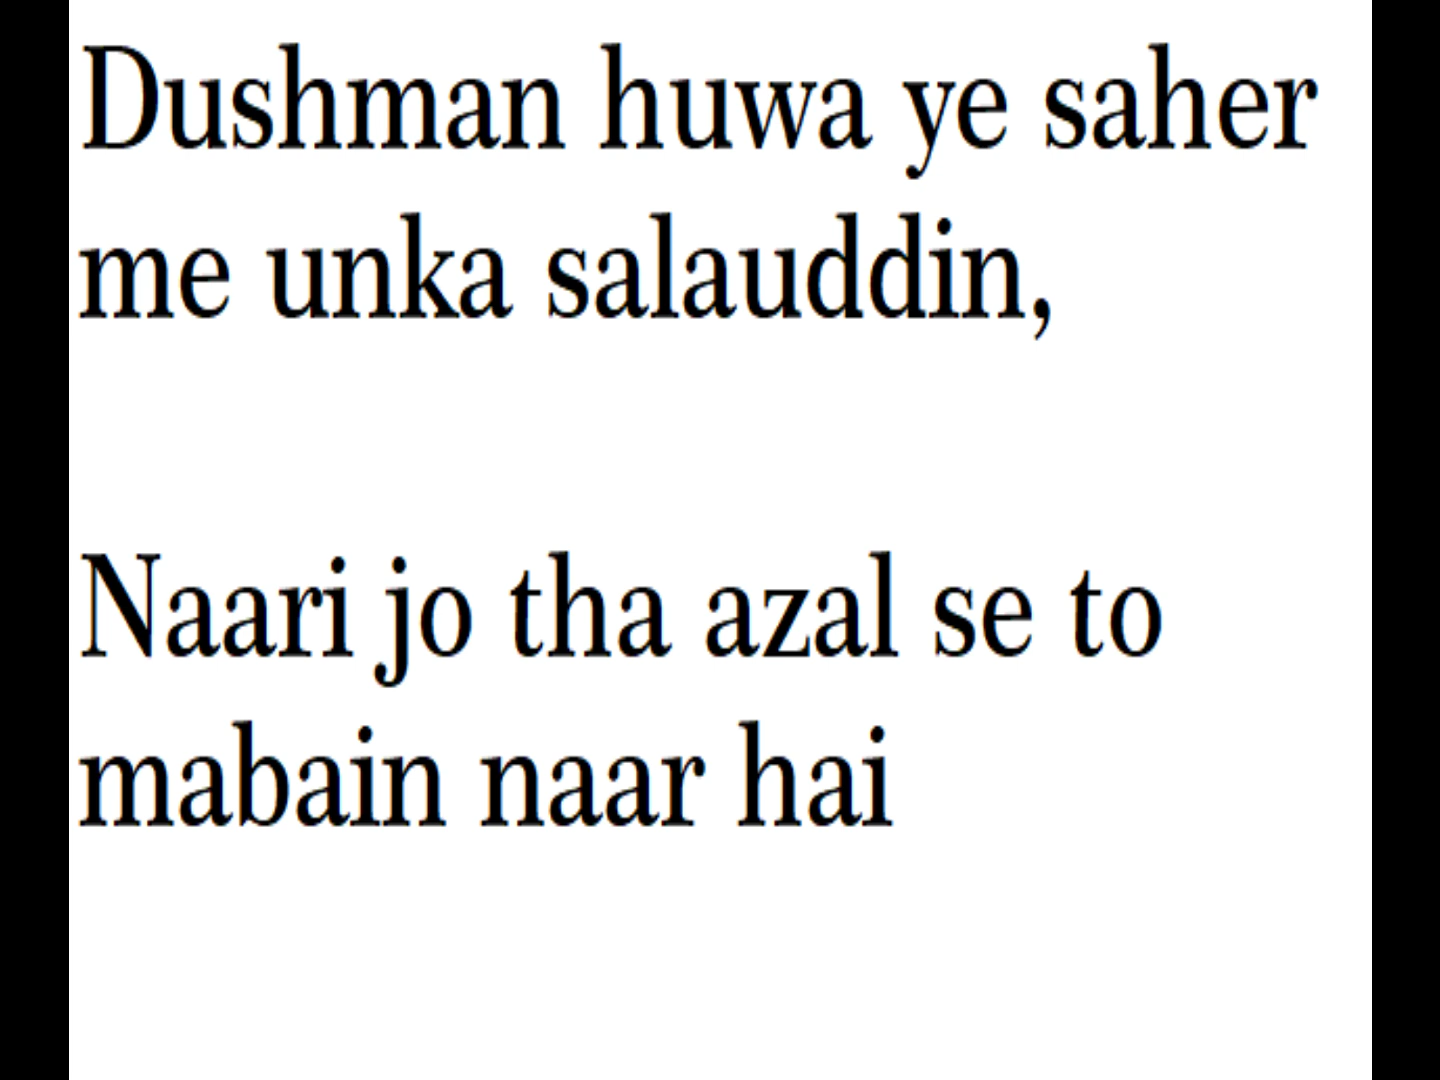 Dushman huwa ye saher
me unka salauddin,
Naari jo tha azal se to
mabain naar hai